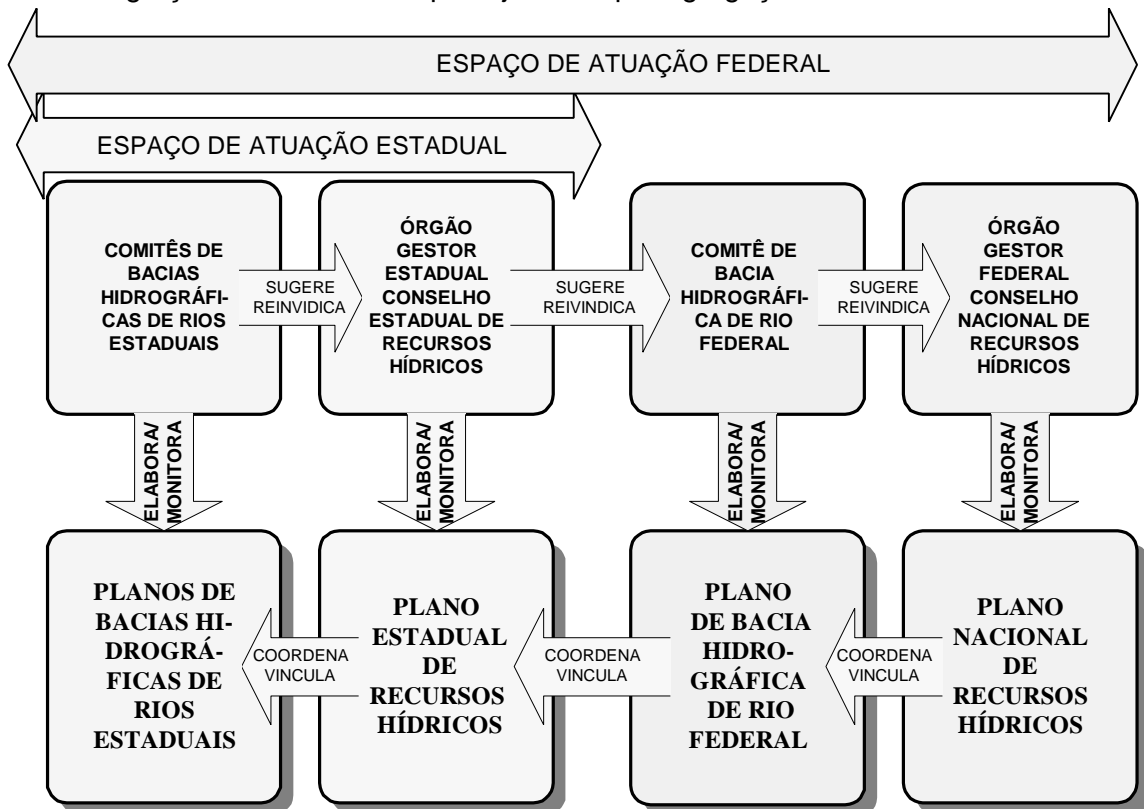 ESPAÇO DE ATUAÇÃO FEDERAL
ESPAÇO DE ATUAÇÃO ESTADUAL
COMITÊS DE
BACIAS
HIDROGRÁFI-
CAS DE RIOS
ESTADUAIS
SUGERE
REINVIDICA
ÓRGÃO
GESTOR
ESTADUAL
CONSELHO
ESTADUAL DE
RECURSOS
HÍDRICOS
SUGERE
REIVINDICA
COMITÊ DE
BACIA
HIDROGRÁFI-
CA DE RIO
FEDERAL
SUGERE
REIVINDICA
ÓRGÃO
GESTOR
FEDERAL
CONSELHO
NACIONAL DE
RECURSOS
HÍDRICOS
ELABORA/
MONITORA
ELABORA/
MONITORA
ELABORA/
MONITORA
ELABORA/
MONITORA
PLANOS DE
BACIAS HI-
DROGRÁ-
FICAS DE
RIOS
ESTADUAIS
COORDENA
VINCULA
PLANO
ESTADUAL
DE
RECURSOS
HÍDRICOS
COORDENA
VINCULA
PLANO
DE BACIA
HIDRO-
GRÁFICA
DE RIO
FEDERAL
COORDENA
VINCULA
PLANO
NACIONAL
DE
RECURSOS
HÍDRICOS